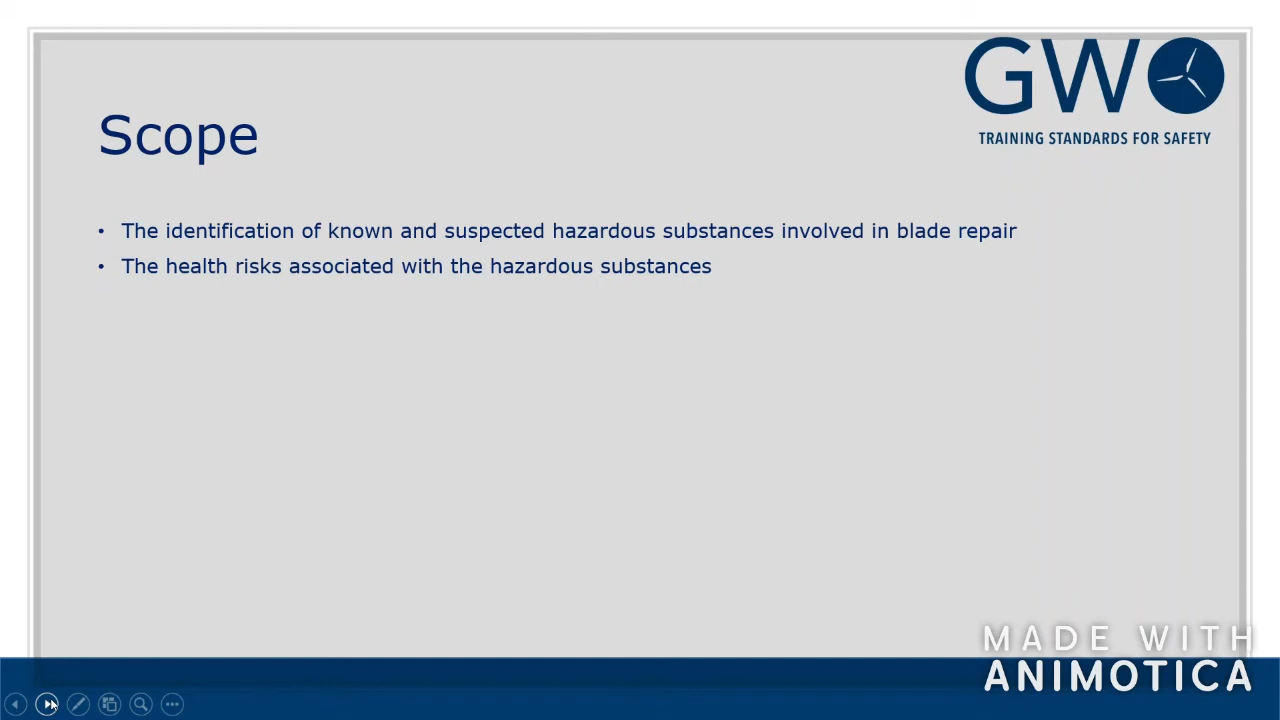 GWO
TRAINING STANDARDS FOR SAFETY
Scope
• The identification of known and suspected hazardous substances involved in blade repair
• The health risks associated with the hazardous substances
MADE WITH
ANIMOTICA